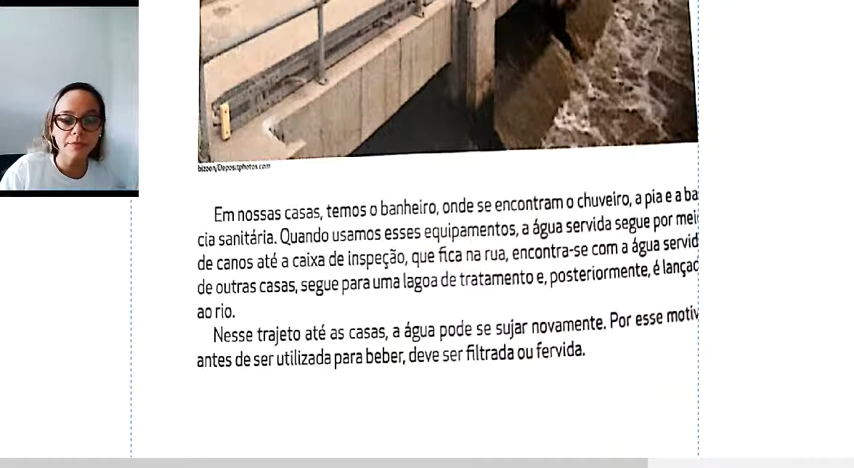 bizoon/Depositphotos.com
Em nossas casas, temos o banheiro, onde se encontram o chuveiro, a pia e a ba
cia sanitária. Quando usamos esses equipamentos, a água servida segue por mei
de canos até a caixa de inspeção, que fica na rua, encontra-se com a água servid
de outras casas, segue para uma lagoa de tratamento e, posteriormente, é lançad
ao rio.
Nesse trajeto até as casas, a água pode se sujar novamente. Por esse motiv
antes de ser utilizada para beber, deve ser filtrada ou fervida.